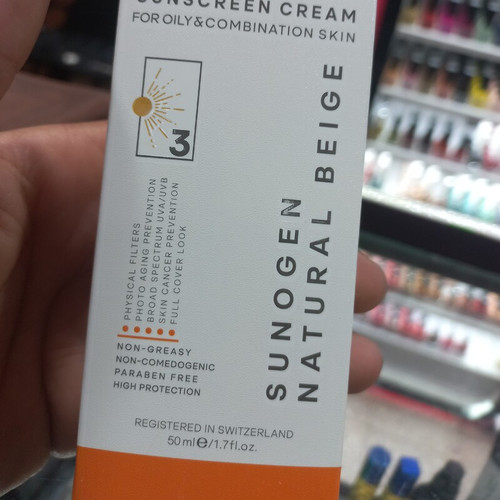 SUNSCREEN CREAM
FOR OILY&COMBINATION SKIN
3
PHYSICAL FILTERS
PHOTO AGING PREVENTION
BROAD SPECTRUM UVA/UVB
SKIN CANCER PREVENTION
FULL COVER LOOK
SUNOGEN
NATURAL BEIGE
NON-GREASY
NON-COMEDOGENIC
PARABEN FREE
HIGH PROTECTION
REGISTERED IN SWITZERLAND
50ml℮/1.7fl.oz.